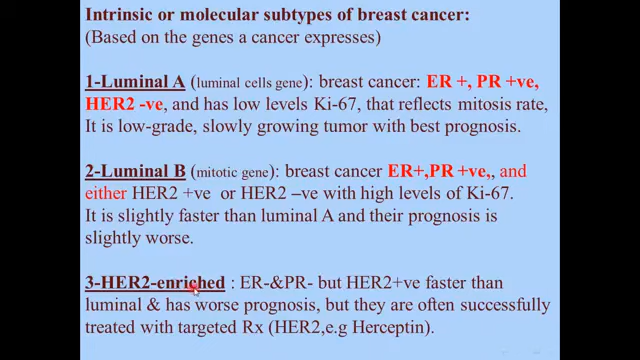 Intrinsic or molecular subtypes of breast cancer:
(Based on the genes a cancer expresses)
1-Luminal A (luminal cells gene): breast cancer: ER +, PR +ve,
HER2 -ve, and has low levels Ki-67, that reflects mitosis rate,
It is low-grade, slowly growing tumor with best prognosis.
2-Luminal B (mitotic gene): breast cancer ER+,PR +ve,, and
either HER2 +ve or HER2 –ve with high levels of Ki-67.
It is slightly faster than luminal A and their prognosis is
slightly worse.
3-HER2-enriched : ER-&PR- but HER2+ve faster than
luminal & has worse prognosis, but they are often successfully
treated with targeted Rx (HER2,e.g Herceptin).